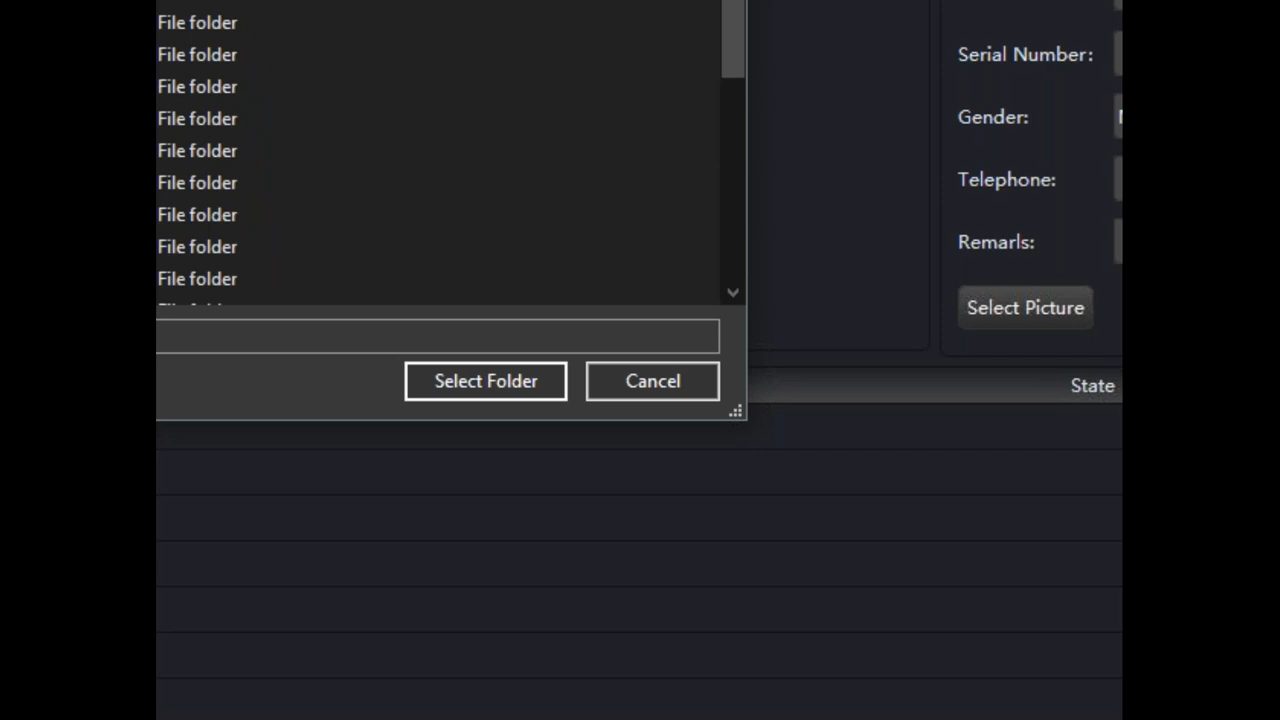 File folder
File folder
File folder
File folder
File folder
File folder
File folder
File folder
File folder
Select Folder
Cancel
Serial Number:
Gender:
Telephone:
Remarls:
Select Picture
State